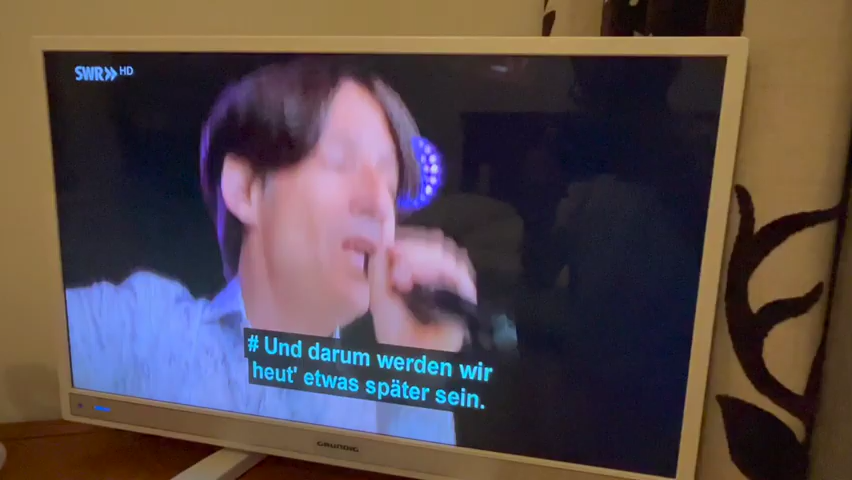 SWR HD
# Und darum werden wir
heut' etwas später sein.
GRUNDIG